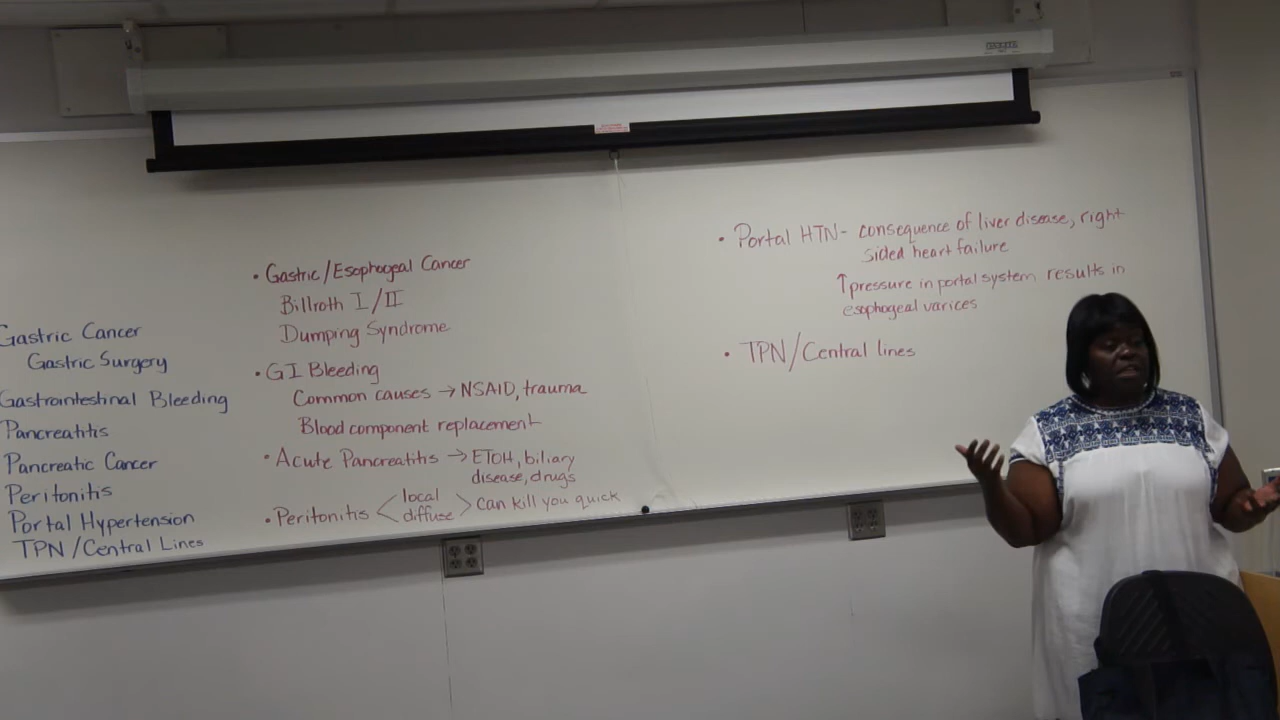 Gastric Cancer
Gastric Surgery
Gastrointestinal Bleeding
Pancreatitis
Pancreatic Cancer
Peritonitis
Portal Hypertension
TPN/Central Lines
• Gastric/Esophageal Cancer
Billroth I/II
Dumping Syndrome
• GI Bleeding
Common causes → NSAID, trauma
Blood component replacement
• Acute Pancreatitis → ETOH, biliary
disease, drugs
• Peritonitis < local
diffuse > can kill you quick
• Portal HTN- consequence of liver disease, right
sided heart failure
↑pressure in portal system results in
esophogeal varices
• TPN/Central lines